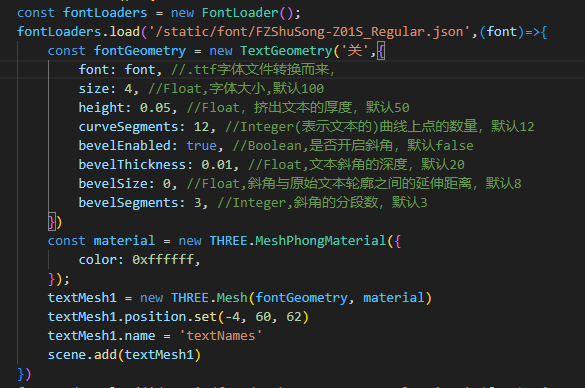 const fontLoaders = new FontLoader();
fontLoaders.load('/static/font/FZShuSong-Z01S_Regular.json',(font)=>{
const fontGeometry = new TextGeometry('关',{
font: font, //.ttf字体文件转换而来，
size: 4, //Float,字体大小,默认100
height: 0.05, //Float, 挤出文本的厚度，默认50
curveSegments: 12, //Integer(表示文本的)曲线上点的数量，默认12
bevelEnabled: true, //Boolean,是否开启斜角，默认false
bevelThickness: 0.01, //Float,文本斜角的深度，默认20
bevelSize: 0, //Float,斜角与原始文本轮廓之间的延伸距离，默认8
bevelSegments: 3, //Integer,斜角的分段数，默认3
})
const material = new THREE.MeshPhongMaterial({
color: 0xffffff,
});
textMesh1 = new THREE.Mesh(fontGeometry, material)
textMesh1.position.set(-4, 60, 62)
textMesh1.name = 'textNames'
scene.add(textMesh1)
})